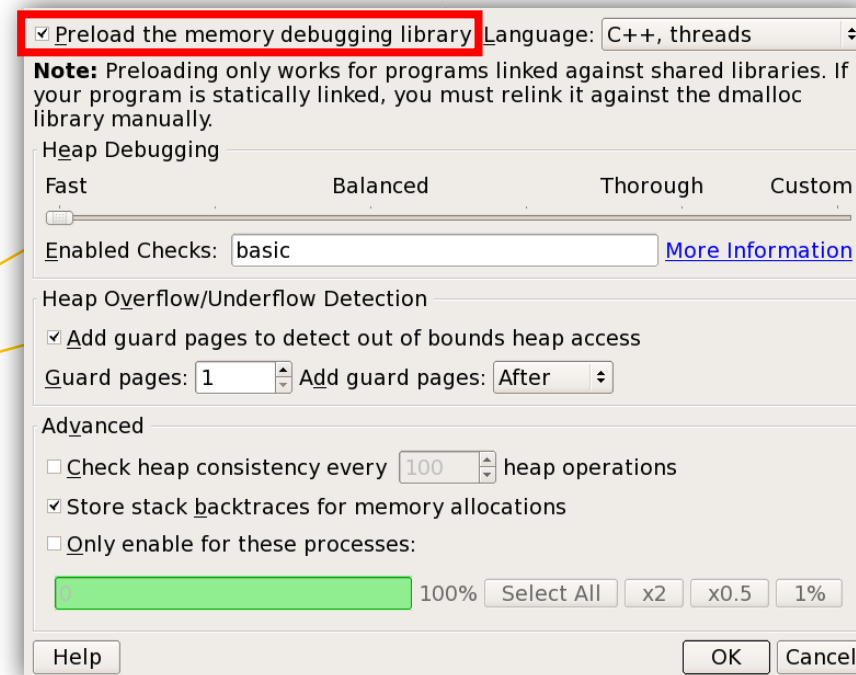 Preload the memory debugging library Language: C++, threads
Note: Preloading only works for programs linked against shared libraries. If
your program is statically linked, you must relink it against the dmalloc
library manually.
Heap Debugging
Fast Balanced Thorough Custom
Enabled Checks: basic More Information
Heap Overflow/Underflow Detection
Add guard pages to detect out of bounds heap access
Guard pages: 1 Add guard pages: After
Advanced
Check heap consistency every 100 heap operations
Store stack backtraces for memory allocations
Only enable for these processes:
0 100% Select All x2 x0.5 1%
Help OK Cancel